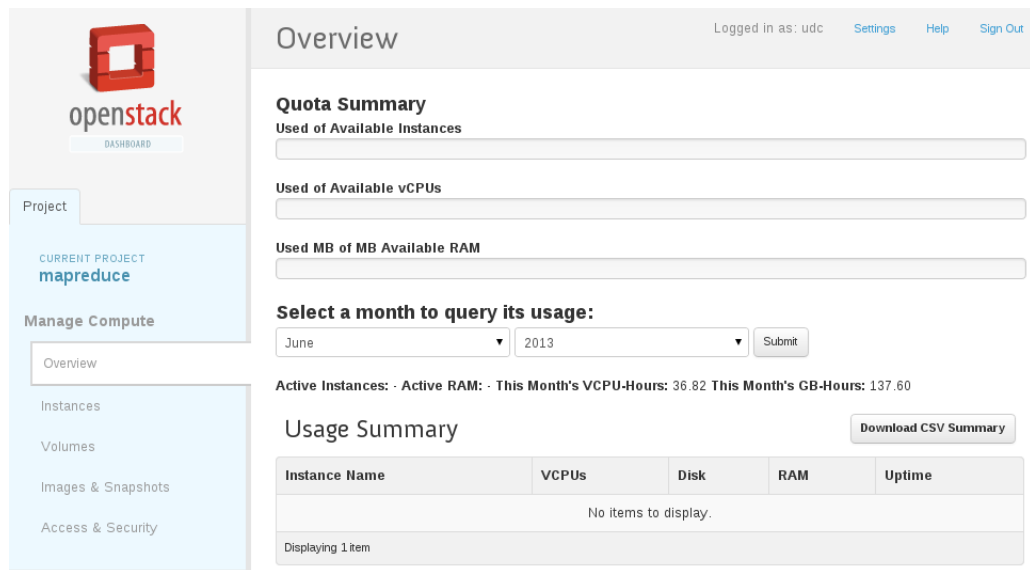 openstack
DASHBOARD
Project
CURRENT PROJECT
mapreduce
Manage Compute
Overview
Instances
Volumes
Images & Snapshots
Access & Security
Overview
Logged in as: udc Settings Help Sign Out
Quota Summary
Used of Available Instances
Used of Available vCPUs
Used MB of MB Available RAM
Select a month to query its usage:
June 2013 Submit
Active Instances: - Active RAM: - This Month's VCPU-Hours: 36.82 This Month's GB-Hours: 137.60
Usage Summary
Download CSV Summary
Instance Name VCPUs Disk RAM Uptime
No items to display.
Displaying 1 item